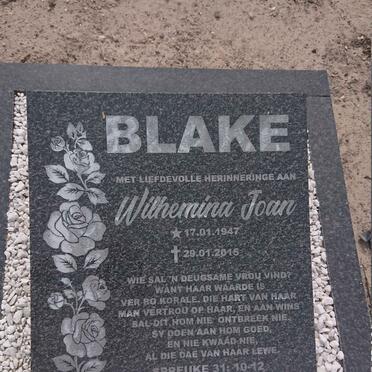 BLAKE
MET LIEFDEVOLLE HERINNERINGE AAN
Wilhemina Joan
★ 17.01.1947
✝ 29.01.2015
WIE SAL 'N DEUGSAME VROU VIND?
WANT HAAR WAARDE IS
VER BO KORALE. DIE HART VAN HAAR
MAN VERTROU OP HAAR, EN AAN WINS
SAL DIT HOM NIE ONTBREEK NIE.
SY DOEN AAN HOM GOED,
EN NIE KWAAD NIE,
AL DIE DAE VAN HAAR LEWE.
SPREUKE 31: 10-12